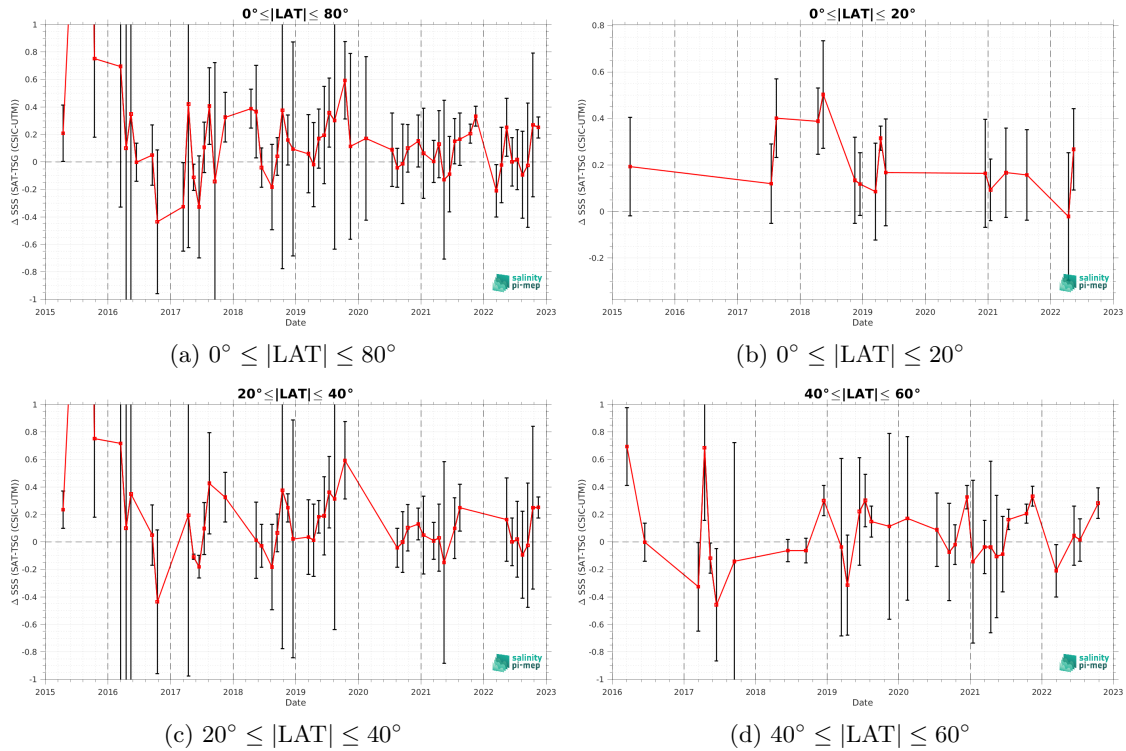 0°≤|LAT|≤ 80°
Δ SSS (SAT-TSG (CSIC-UTM))
1
0.8
0.6
0.4
0.2
0
-0.2
-0.4
-0.6
-0.8
-1
2015 2016 2017 2018 2019 2020 2021 2022 2023
Date
salinity
pi-mep
(a) 0° ≤ |LAT| ≤ 80°
0°≤|LAT|≤ 20°
Δ SSS (SAT-TSG (CSIC-UTM))
0.8
0.6
0.4
0.2
0
-0.2
2015 2016 2017 2018 2019 2020 2021 2022 2023
Date
salinity
pi-mep
(b) 0° ≤ |LAT| ≤ 20°
20°≤|LAT|≤ 40°
Δ SSS (SAT-TSG (CSIC-UTM))
1
0.8
0.6
0.4
0.2
0
-0.2
-0.4
-0.6
-0.8
-1
2015 2016 2017 2018 2019 2020 2021 2022 2023
Date
salinity
pi-mep
(c) 20° ≤ |LAT| ≤ 40°
40°≤|LAT|≤ 60°
Δ SSS (SAT-TSG (CSIC-UTM))
1
0.8
0.6
0.4
0.2
0
-0.2
-0.4
-0.6
-0.8
-1
2016 2017 2018 2019 2020 2021 2022 2023
Date
salinity
pi-mep
(d) 40° ≤ |LAT| ≤ 60°